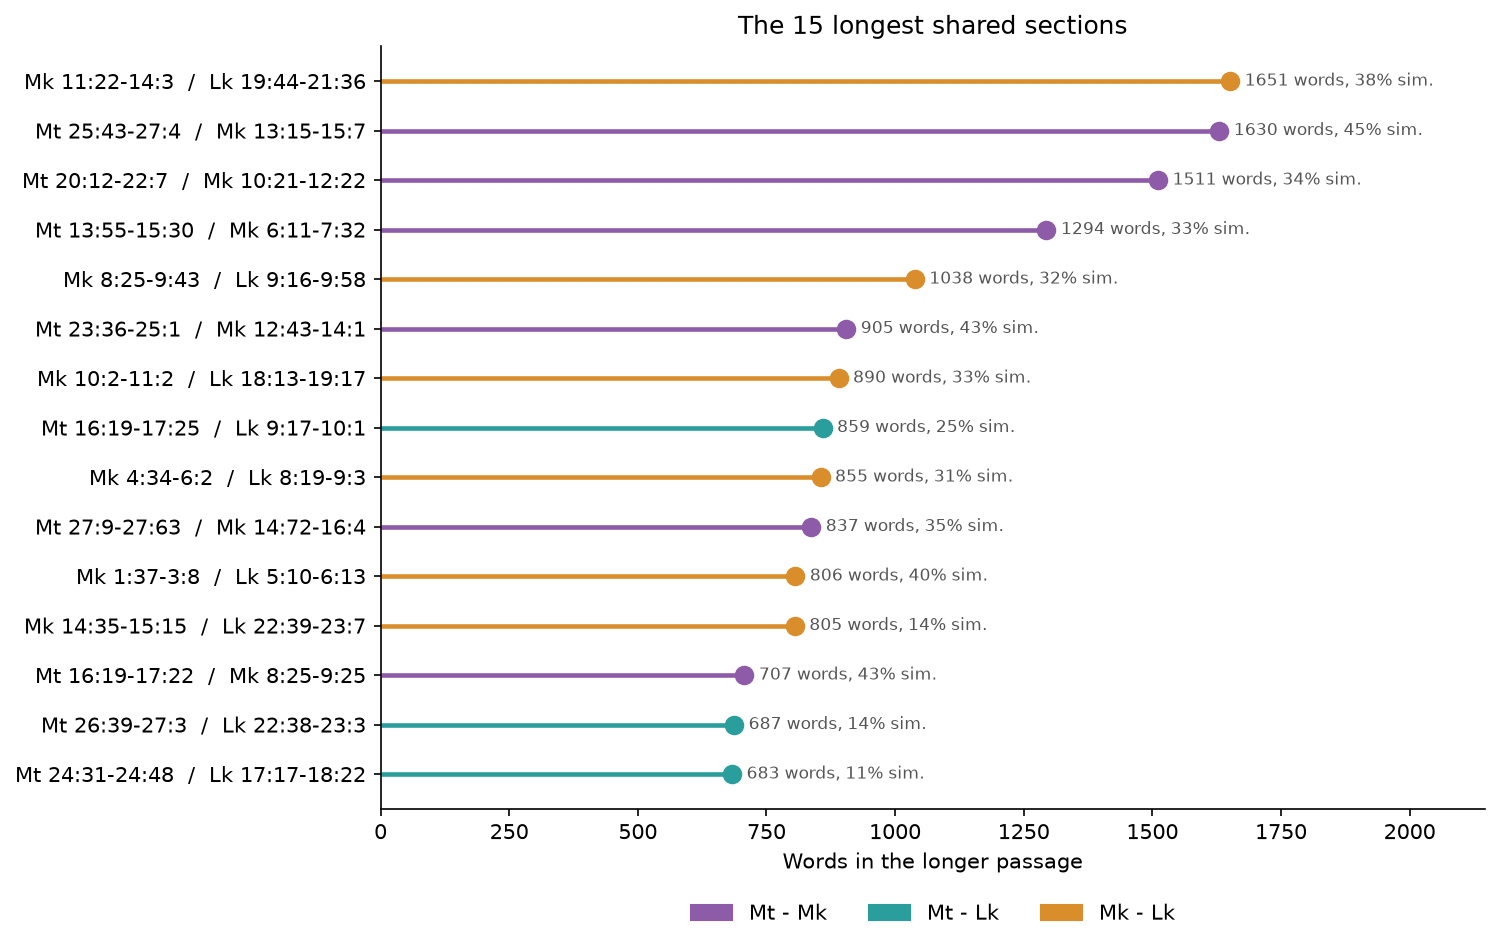 The 15 longest shared sections
Mk 11:22-14:3 / Lk 19:44-21:36 1651 words, 38% sim.
Mt 25:43-27:4 / Mk 13:15-15:7 1630 words, 45% sim.
Mt 20:12-22:7 / Mk 10:21-12:22 1511 words, 34% sim.
Mt 13:55-15:30 / Mk 6:11-7:32 1294 words, 33% sim.
Mk 8:25-9:43 / Lk 9:16-9:58 1038 words, 32% sim.
Mt 23:36-25:1 / Mk 12:43-14:1 905 words, 43% sim.
Mk 10:2-11:2 / Lk 18:13-19:17 890 words, 33% sim.
Mt 16:19-17:25 / Lk 9:17-10:1 859 words, 25% sim.
Mk 4:34-6:2 / Lk 8:19-9:3 855 words, 31% sim.
Mt 27:9-27:63 / Mk 14:72-16:4 837 words, 35% sim.
Mk 1:37-3:8 / Lk 5:10-6:13 806 words, 40% sim.
Mk 14:35-15:15 / Lk 22:39-23:7 805 words, 14% sim.
Mt 16:19-17:22 / Mk 8:25-9:25 707 words, 43% sim.
Mt 26:39-27:3 / Lk 22:38-23:3 687 words, 14% sim.
Mt 24:31-24:48 / Lk 17:17-18:22 683 words, 11% sim.
0 250 500 750 1000 1250 1500 1750 2000
Words in the longer passage
Mt - Mk Mt - Lk Mk - Lk